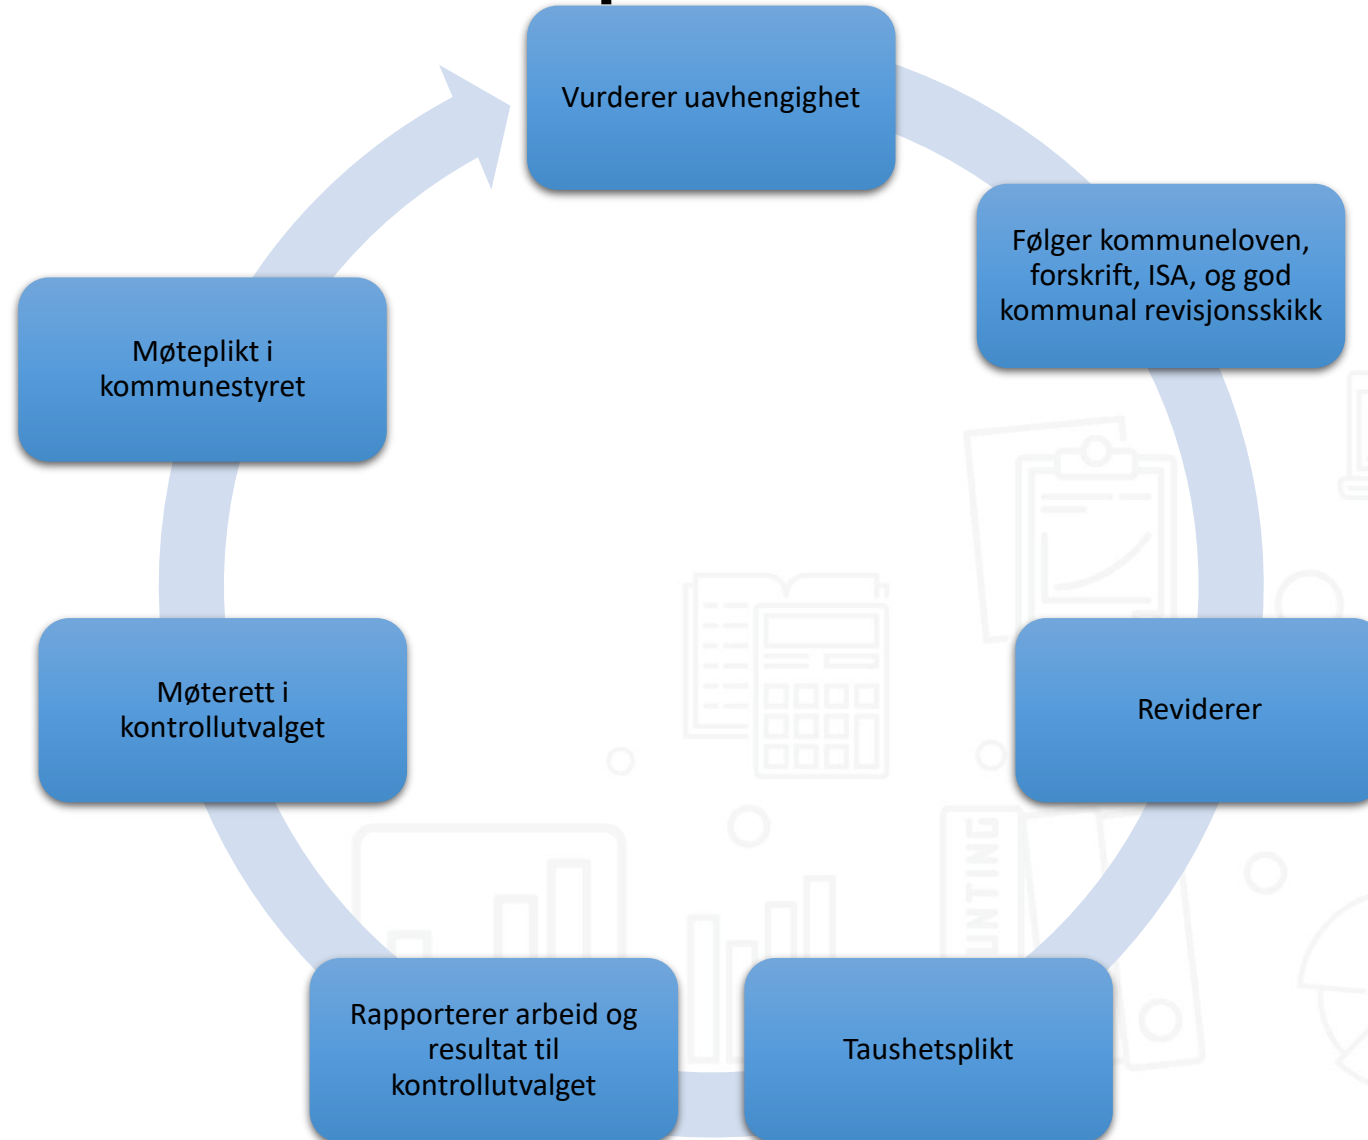 Vurderer uavhengighet
Følger kommuneloven,
forskrift, ISA, og god
kommunal revisjonsskikk
Reviderer
Taushetsplikt
Rapporterer arbeid og
resultat til
kontrollutvalget
Møterett i
kontrollutvalget
Møteplikt i
kommunestyret
UNTING